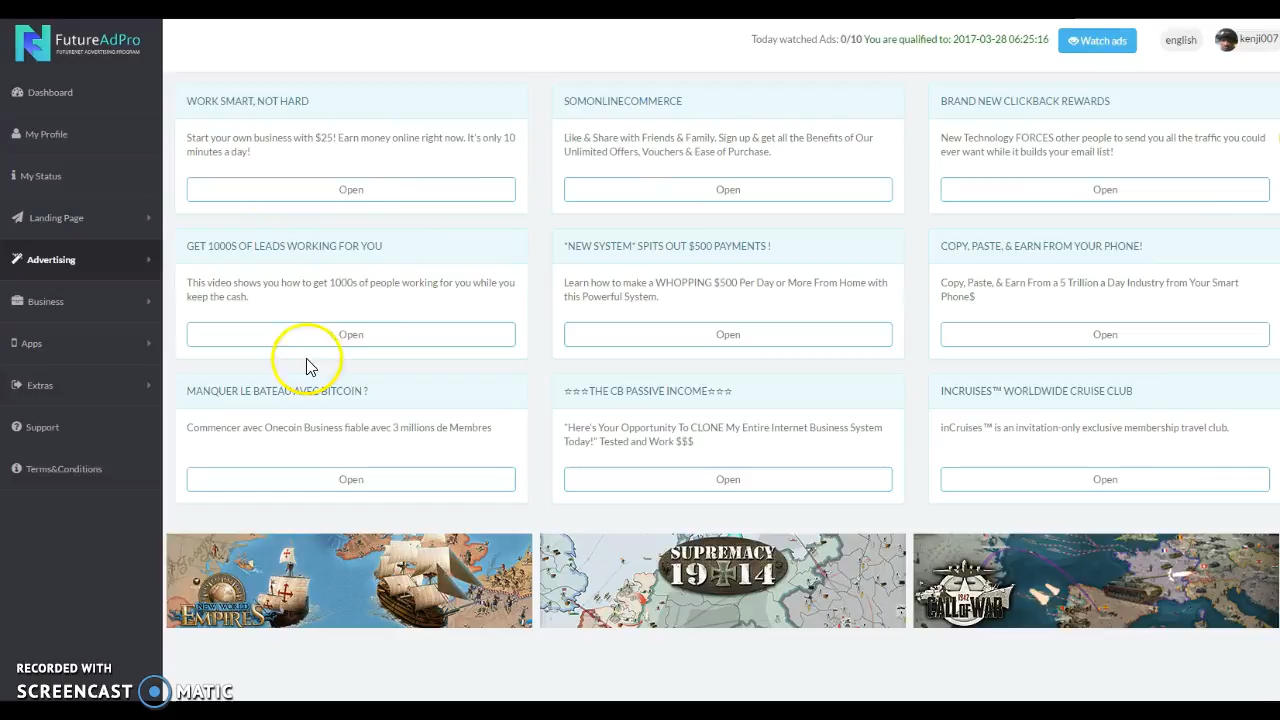 FutureAdPro
FUTURENET ADVERTISING PROGRAM
Today watched Ads: 0/10 You are qualified to: 2017-03-28 06:25:16
Watch ads
english
kenji007
Dashboard
My Profile
My Status
Landing Page
Advertising
Business
Apps
Extras
Support
Terms&Conditions
WORK SMART, NOT HARD
Start your own business with $25! Earn money online right now. It's only 10
minutes a day!
Open
SOMONLINECOMMERCE
Like & Share with Friends & Family, Sign up & get all the Benefits of Our
Unlimited Offers, Vouchers & Ease of Purchase.
Open
BRAND NEW CLICKBACK REWARDS
New Technology FORCES other people to send you all the traffic you could
ever want while it builds your email list!
Open
GET 1000S OF LEADS WORKING FOR YOU
This video shows you how to get 1000s of people working for you while you
keep the cash.
Open
*NEW SYSTEM* SPITS OUT $500 PAYMENTS !
Learn how to make a WHOPPING $500 Per Day or More From Home with
this Powerful System.
Open
COPY, PASTE, & EARN FROM YOUR PHONE!
Copy, Paste, & Earn From a 5 Trillion a Day Industry from Your Smart
Phone$
Open
MANQUER LE BATEAU AVEC BITCOIN ?
Commencer avec Onecoin Business fiable avec 3 millions de Membres
Open
☆☆☆THE CB PASSIVE INCOME☆☆☆
"Here's Your Opportunity To CLONE My Entire Internet Business System
Today!" Tested and Work $$$
Open
INCRUISES™ WORLDWIDE CRUISE CLUB
inCruises™ is an invitation-only exclusive membership travel club.
Open
NEW WORLD
EMPIRES
SUPREMACY
1914
1942
CALL OF WAR
RECORDED WITH
SCREENCAST MATIC